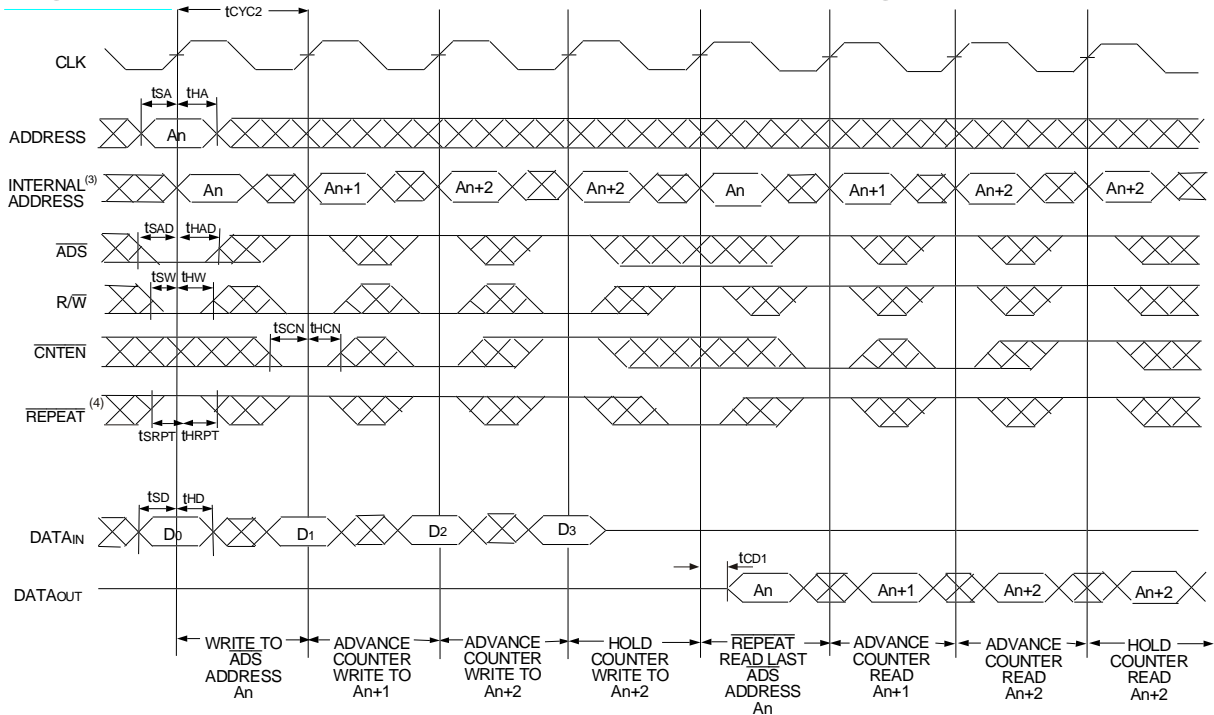 tCYC2
CLK
tSA tHA
ADDRESS An
INTERNAL(3) ADDRESS An An+1 An+2 An+2 An An+1 An+2 An+2
tSAD tHAD
ADS
tSW tHW
R/W
tSCN tHCN
CNTEN
REPEAT (4)
tSRPT tHRPT
tSD tHD
DATAIN D0 D1 D2 D3
tCD1
DATAOUT An An+1 An+2 An+2
WRITE TO
ADS
ADDRESS
An
ADVANCE
COUNTER
WRITE TO
An+1
ADVANCE
COUNTER
WRITE TO
An+2
HOLD
COUNTER
WRITE TO
An+2
REPEAT
READ LAST
ADS
ADDRESS
An
ADVANCE
COUNTER
READ
An+1
ADVANCE
COUNTER
READ
An+2
HOLD
COUNTER
READ
An+2